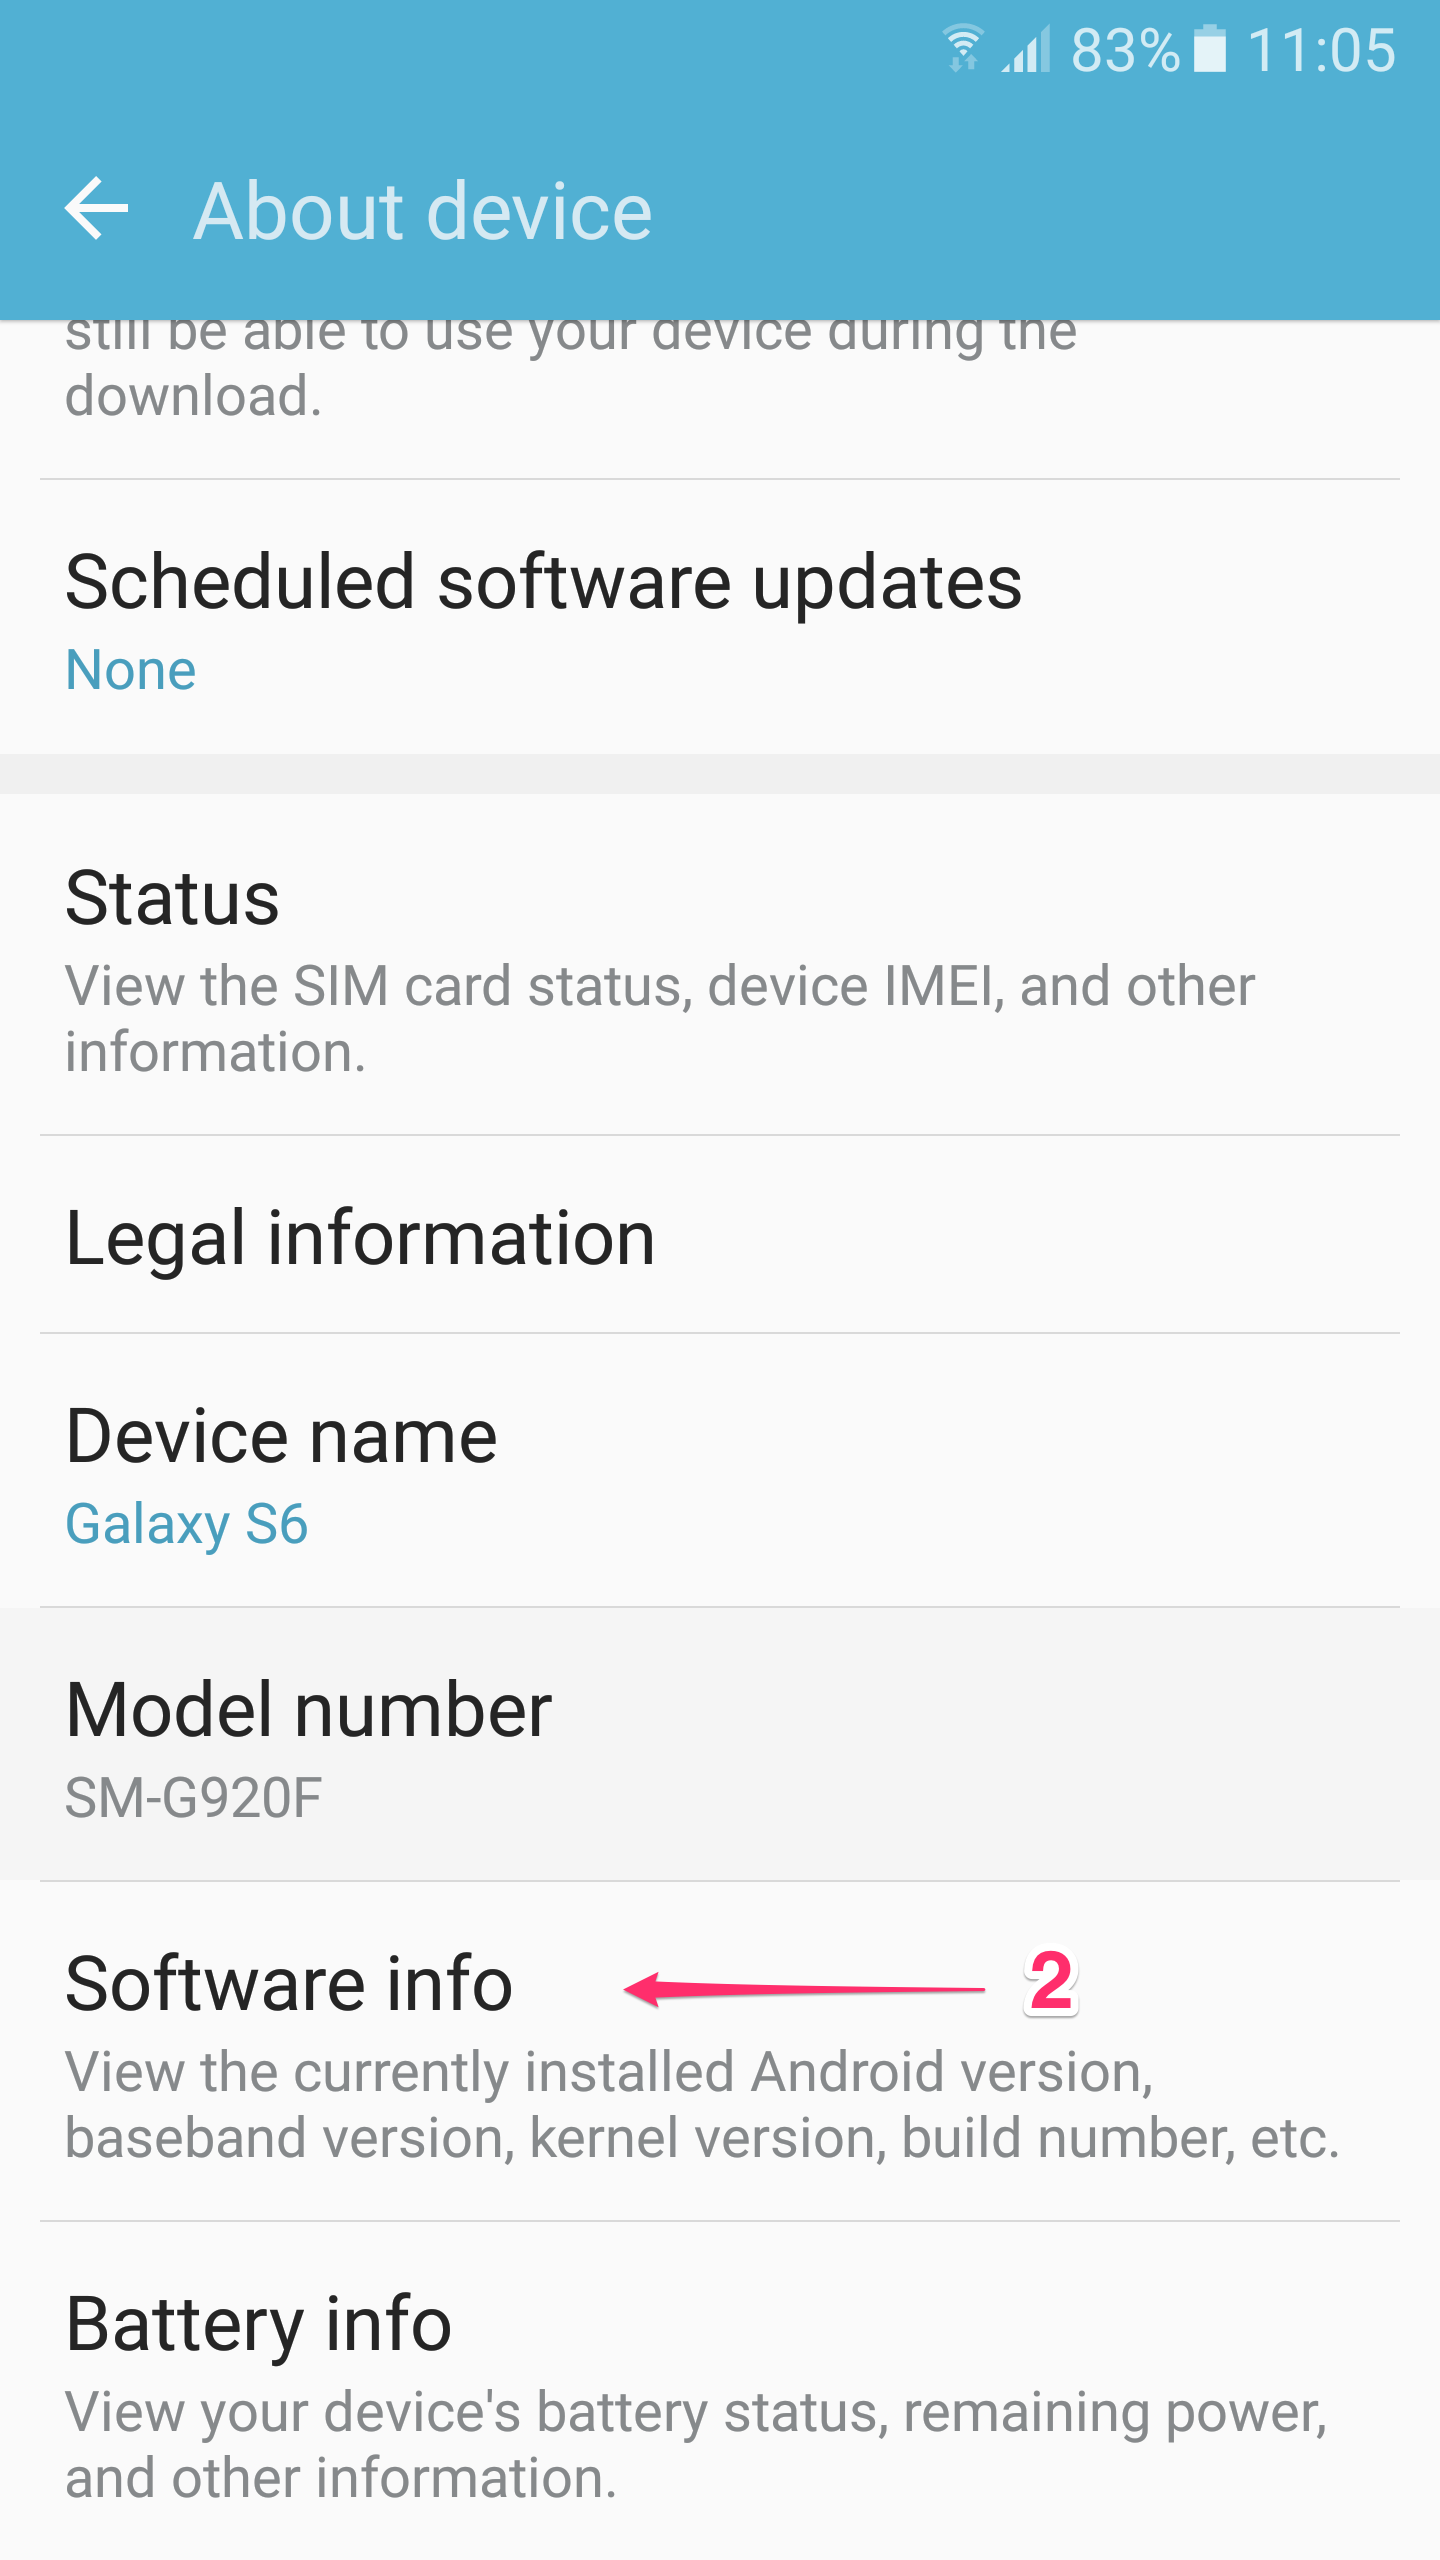 83% 11:05
About device
still be able to use your device during the
download.
Scheduled software updates
None
Status
View the SIM card status, device IMEI, and other
information.
Legal information
Device name
Galaxy S6
Model number
SM-G920F
Software info 2
View the currently installed Android version,
baseband version, kernel version, build number, etc.
Battery info
View your device's battery status, remaining power,
and other information.